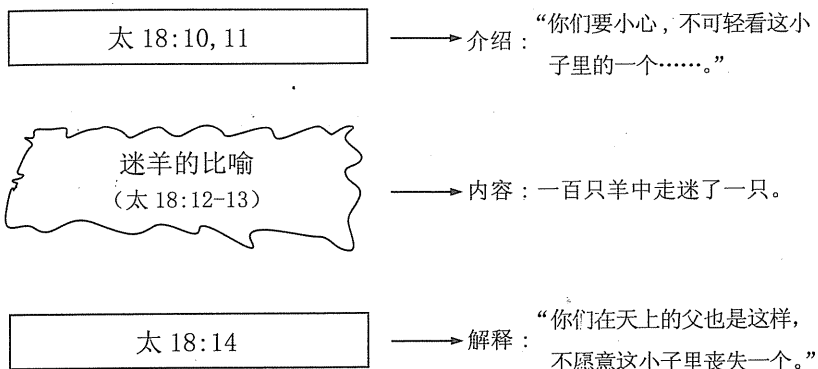 太 18:10,11
介绍：“你们要小心，不可轻看这小
子里的一个……。”
迷羊的比喻
（太 18:12-13）
内容：一百只羊中走迷了一只。
太 18:14
解释：“你们在天上的父也是这样，
不愿意这小子里丧失一个。”